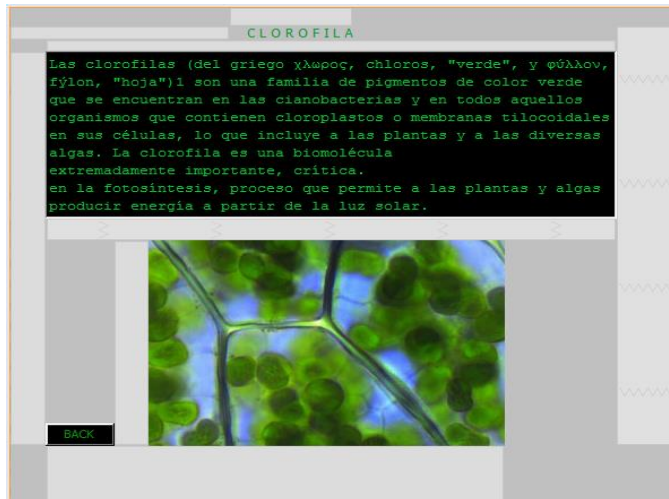 CLOROFILA
Las clorofilas (del griego χλωρος, chloros, "verde", y φύλλον,
fýlon, "hoja")1 son una familia de pigmentos de color verde
que se encuentran en las cianobacterias y en todos aquellos
organismos que contienen cloroplastos o membranas tilocoidales
en sus células, lo que incluye a las plantas y a las diversas
algas. La clorofila es una biomolécula
extremadamente importante, crítica.
en la fotosíntesis, proceso que permite a las plantas y algas
producir energía a partir de la luz solar.
BACK